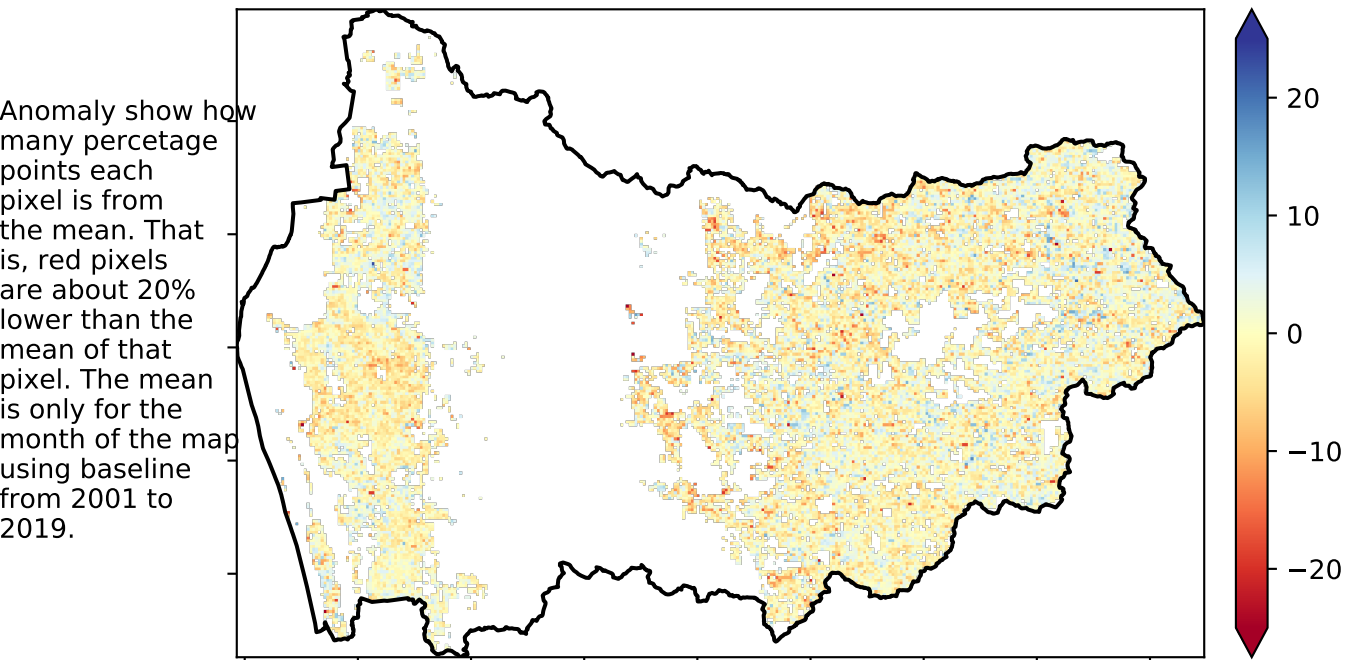 Anomaly show how
many percetage
points each
pixel is from
the mean. That
is, red pixels
are about 20%
lower than the
mean of that
pixel. The mean
is only for the
month of the map
using baseline
from 2001 to
2019.
20
10
0
−10
−20